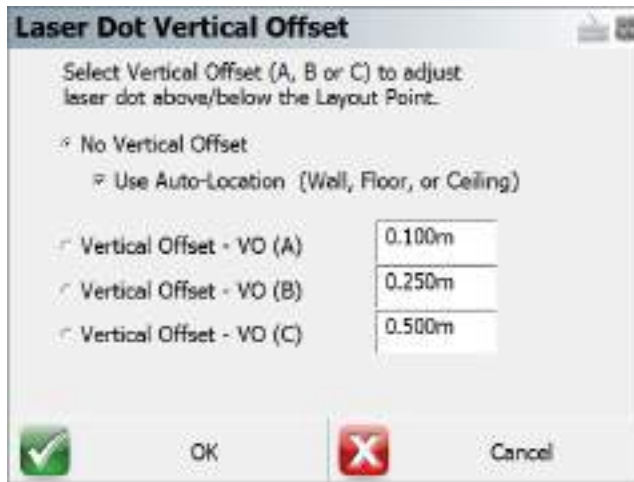 Laser Dot Vertical Offset
Select Vertical Offset (A, B or C) to adjust
laser dot above/below the Layout Point.
No Vertical Offset
Use Auto-Location (Wall, Floor, or Ceiling)
Vertical Offset - VO (A) 0.100m
Vertical Offset - VO (B) 0.250m
Vertical Offset - VO (C) 0.500m
OK Cancel